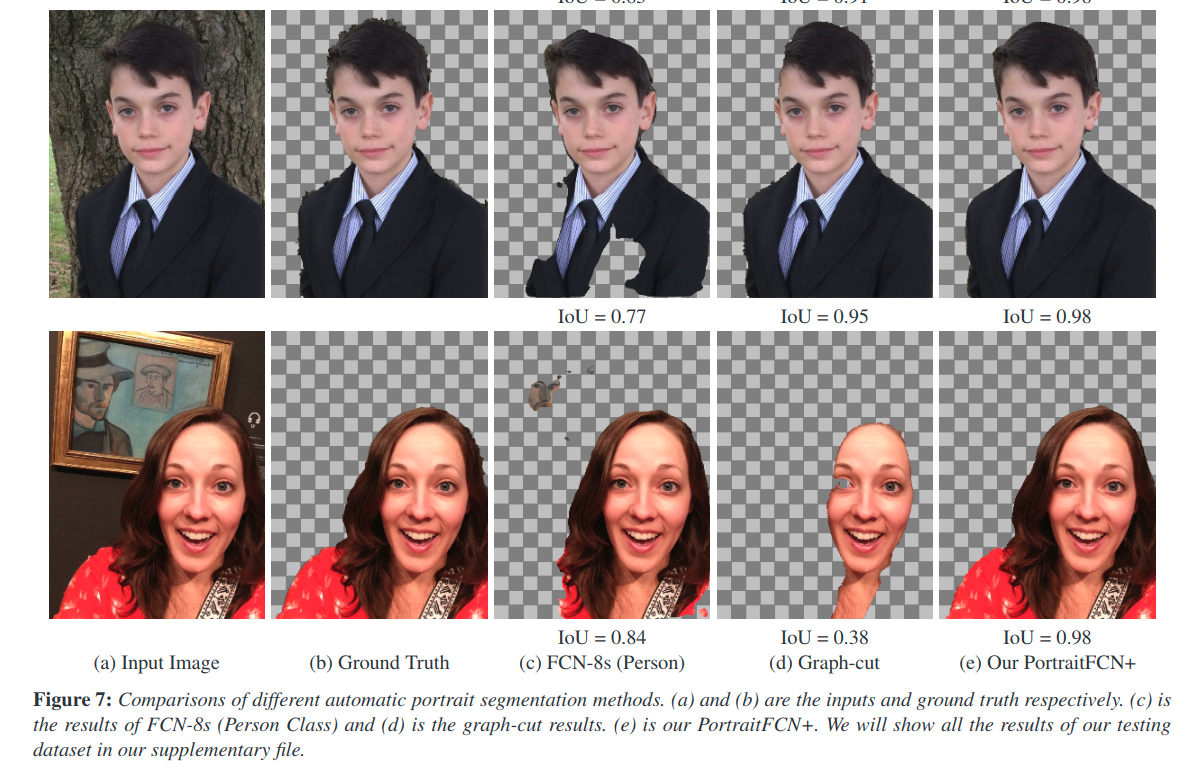 IoU = 0.77
IoU = 0.95
IoU = 0.98
IoU = 0.84
IoU = 0.38
IoU = 0.98
(a) Input Image
(b) Ground Truth
(c) FCN-8s (Person)
(d) Graph-cut
(e) Our PortraitFCN+
Figure 7: Comparisons of different automatic portrait segmentation methods. (a) and (b) are the inputs and ground truth respectively. (c) is
the results of FCN-8s (Person Class) and (d) is the graph-cut results. (e) is our PortraitFCN+. We will show all the results of our testing
dataset in our supplementary file.